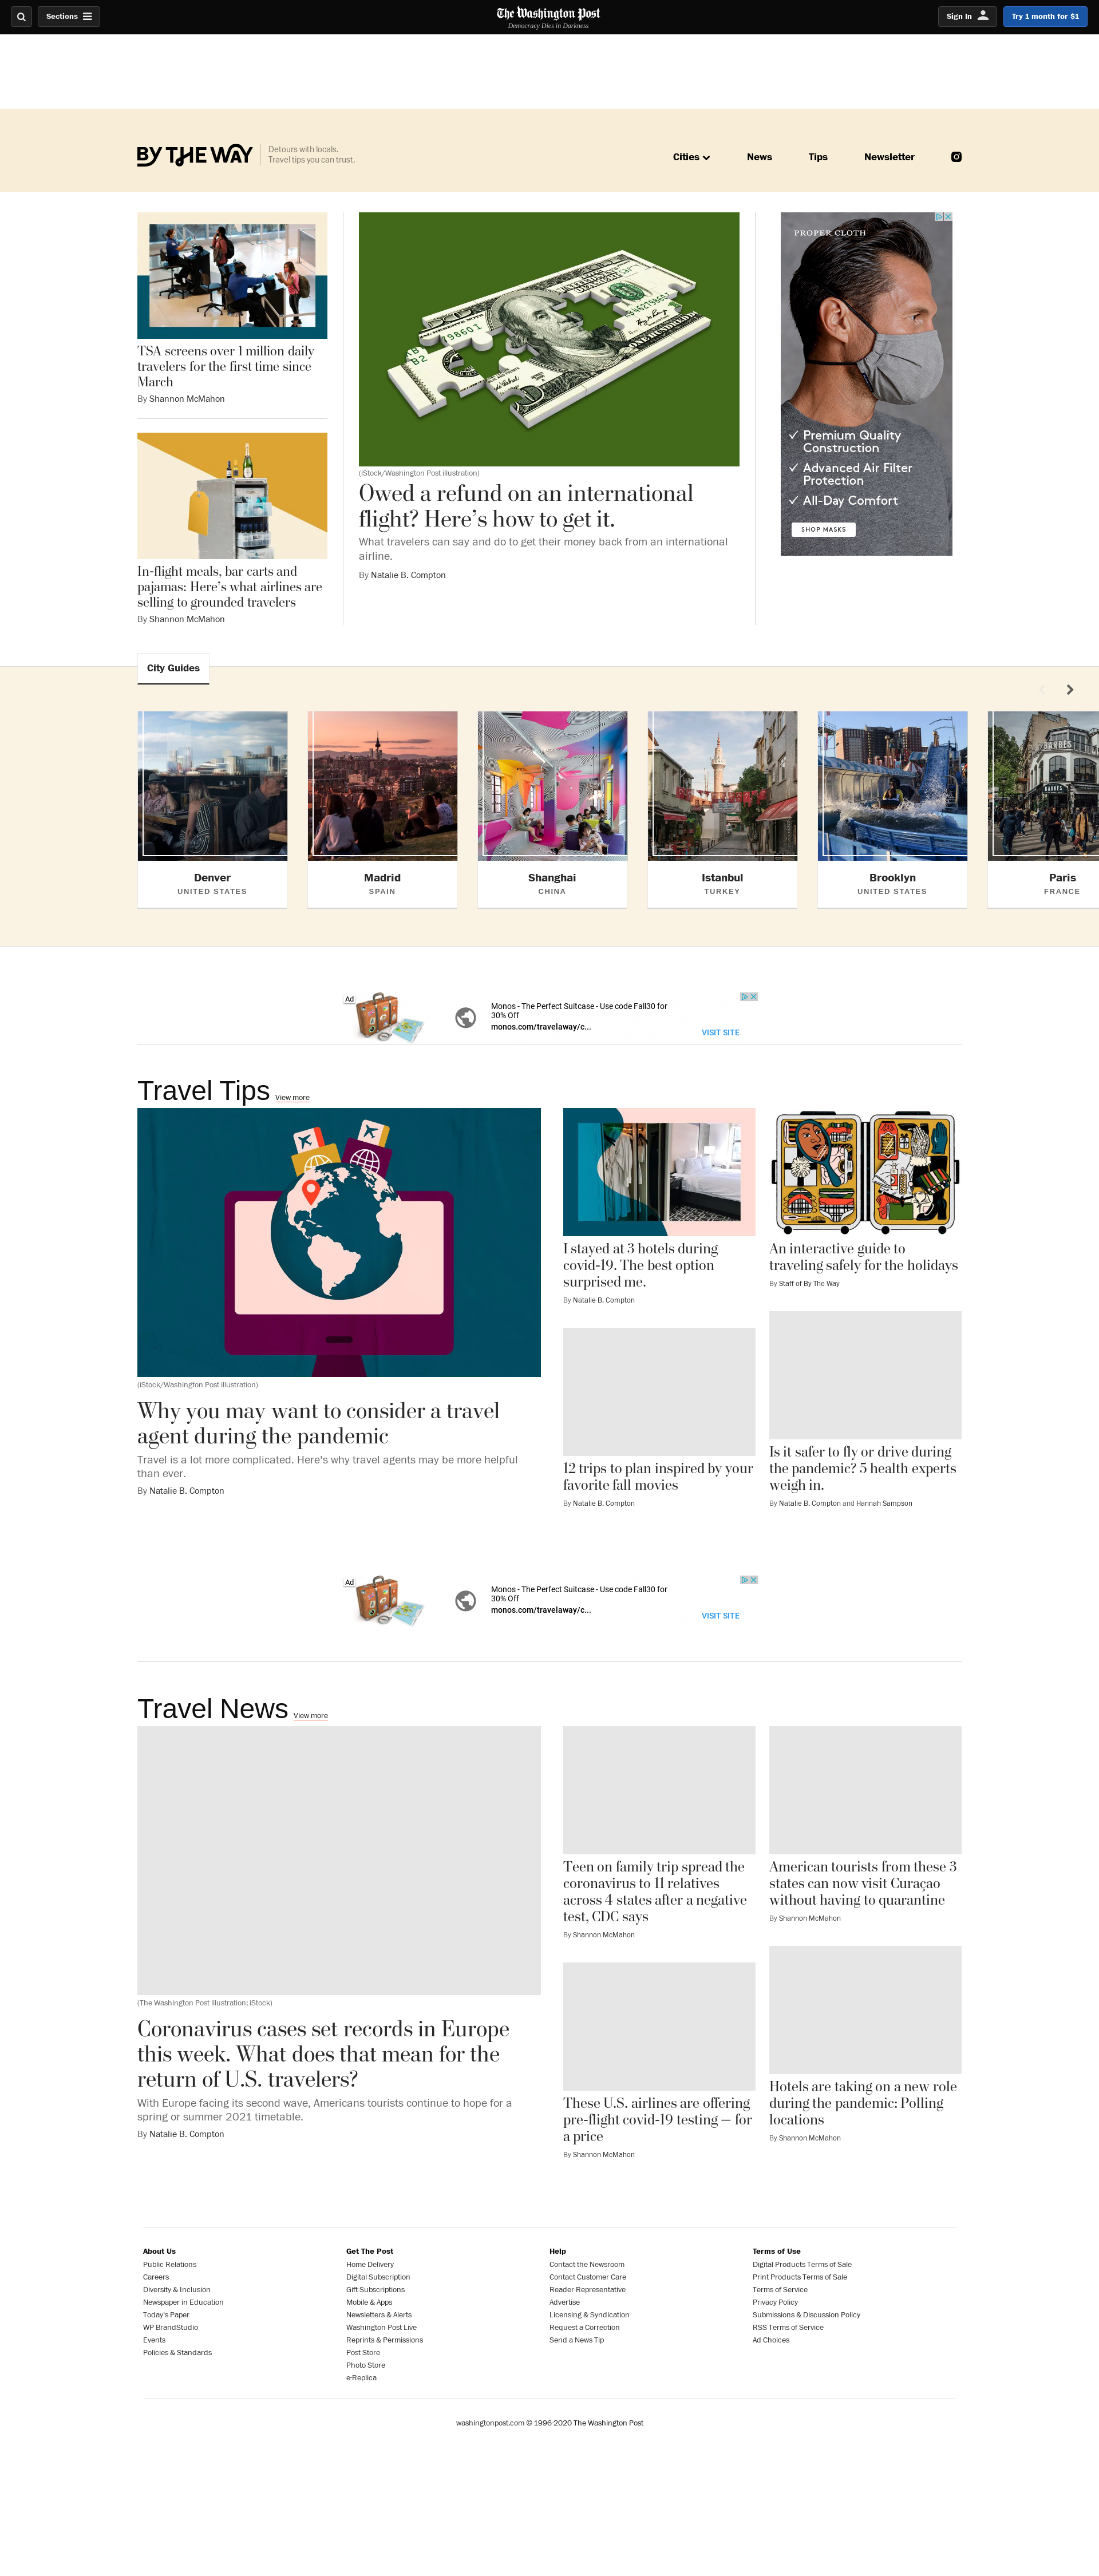 Sections
The Washington Post
Democracy Dies in Darkness
Sign In
Try 1 month for $1
BY THE WAY
Detours with locals.
Travel tips you can trust.
Cities
News
Tips
Newsletter
TSA screens over 1 million daily
travelers for the first time since
March
By Shannon McMahon
In-flight meals, bar carts and
pajamas: Here’s what airlines are
selling to grounded travelers
By Shannon McMahon
(iStock/Washington Post illustration)
Owed a refund on an international
flight? Here’s how to get it.
What travelers can say and do to get their money back from an international
airline.
By Natalie B. Compton
PROPER CLOTH
✓ Premium Quality
Construction
✓ Advanced Air Filter
Protection
✓ All-Day Comfort
SHOP MASKS
City Guides
Denver
UNITED STATES
Madrid
SPAIN
Shanghai
CHINA
Istanbul
TURKEY
Brooklyn
UNITED STATES
Paris
FRANCE
Ad
Monos - The Perfect Suitcase - Use code Fall30 for
30% Off
monos.com/travelaway/c...
VISIT SITE
Travel Tips View more
(iStock/Washington Post illustration)
Why you may want to consider a travel
agent during the pandemic
Travel is a lot more complicated. Here's why travel agents may be more helpful
than ever.
By Natalie B. Compton
I stayed at 3 hotels during
covid-19. The best option
surprised me.
By Natalie B. Compton
12 trips to plan inspired by your
favorite fall movies
By Natalie B. Compton
An interactive guide to
traveling safely for the holidays
By Staff of By The Way
Is it safer to fly or drive during
the pandemic? 5 health experts
weigh in.
By Natalie B. Compton and Hannah Sampson
Ad
Monos - The Perfect Suitcase - Use code Fall30 for
30% Off
monos.com/travelaway/c...
VISIT SITE
Travel News View more
(The Washington Post illustration; iStock)
Coronavirus cases set records in Europe
this week. What does that mean for the
return of U.S. travelers?
With Europe facing its second wave, Americans tourists continue to hope for a
spring or summer 2021 timetable.
By Natalie B. Compton
Teen on family trip spread the
coronavirus to 11 relatives
across 4 states after a negative
test, CDC says
By Shannon McMahon
These U.S. airlines are offering
pre-flight covid-19 testing — for
a price
By Shannon McMahon
American tourists from these 3
states can now visit Curaçao
without having to quarantine
By Shannon McMahon
Hotels are taking on a new role
during the pandemic: Polling
locations
By Shannon McMahon
About Us
Public Relations
Careers
Diversity & Inclusion
Newspaper in Education
Today's Paper
WP BrandStudio
Events
Policies & Standards
Get The Post
Home Delivery
Digital Subscription
Gift Subscriptions
Mobile & Apps
Newsletters & Alerts
Washington Post Live
Reprints & Permissions
Post Store
Photo Store
e-Replica
Help
Contact the Newsroom
Contact Customer Care
Reader Representative
Advertise
Licensing & Syndication
Request a Correction
Send a News Tip
Terms of Use
Digital Products Terms of Sale
Print Products Terms of Sale
Terms of Service
Privacy Policy
Submissions & Discussion Policy
RSS Terms of Service
Ad Choices
washingtonpost.com © 1996-2020 The Washington Post